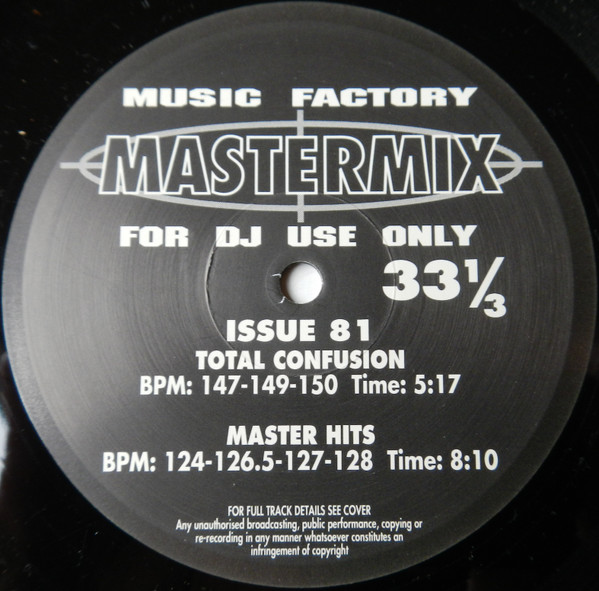 MUSIC FACTORY
MASTERMIX
FOR DJ USE ONLY
33⅓
ISSUE 81
TOTAL CONFUSION
BPM: 147-149-150 Time: 5:17
MASTER HITS
BPM: 124-126.5-127-128 Time: 8:10
FOR FULL TRACK DETAILS SEE COVER
Any unauthorised broadcasting, public performance, copying or
re-recording in any manner whatsoever constitutes an
infringement of copyright